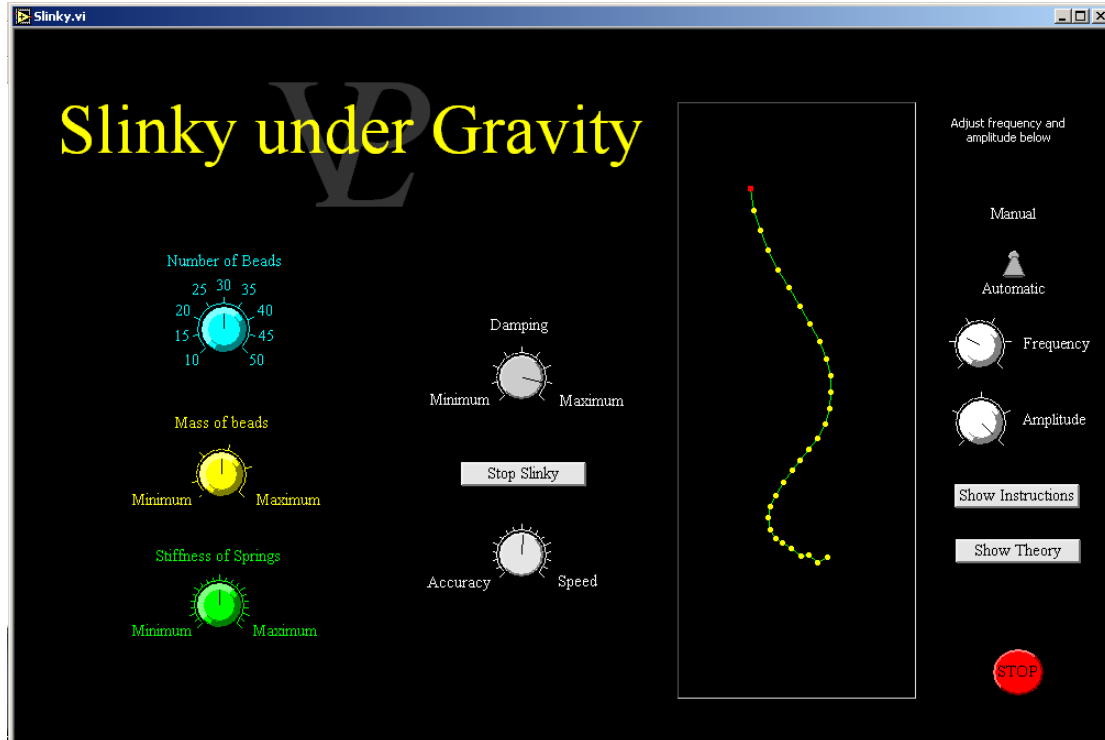 Slinky.vi
VPL
Slinky under Gravity
Adjust frequency and
amplitude below
Manual
Automatic
Frequency
Amplitude
Show Instructions
Show Theory
STOP
Number of Beads
25 30 35
20 40
15 45
10 50
Damping
Minimum Maximum
Mass of beads
Minimum Maximum
Stop Slinky
Stiffness of Springs
Minimum Maximum
Accuracy Speed